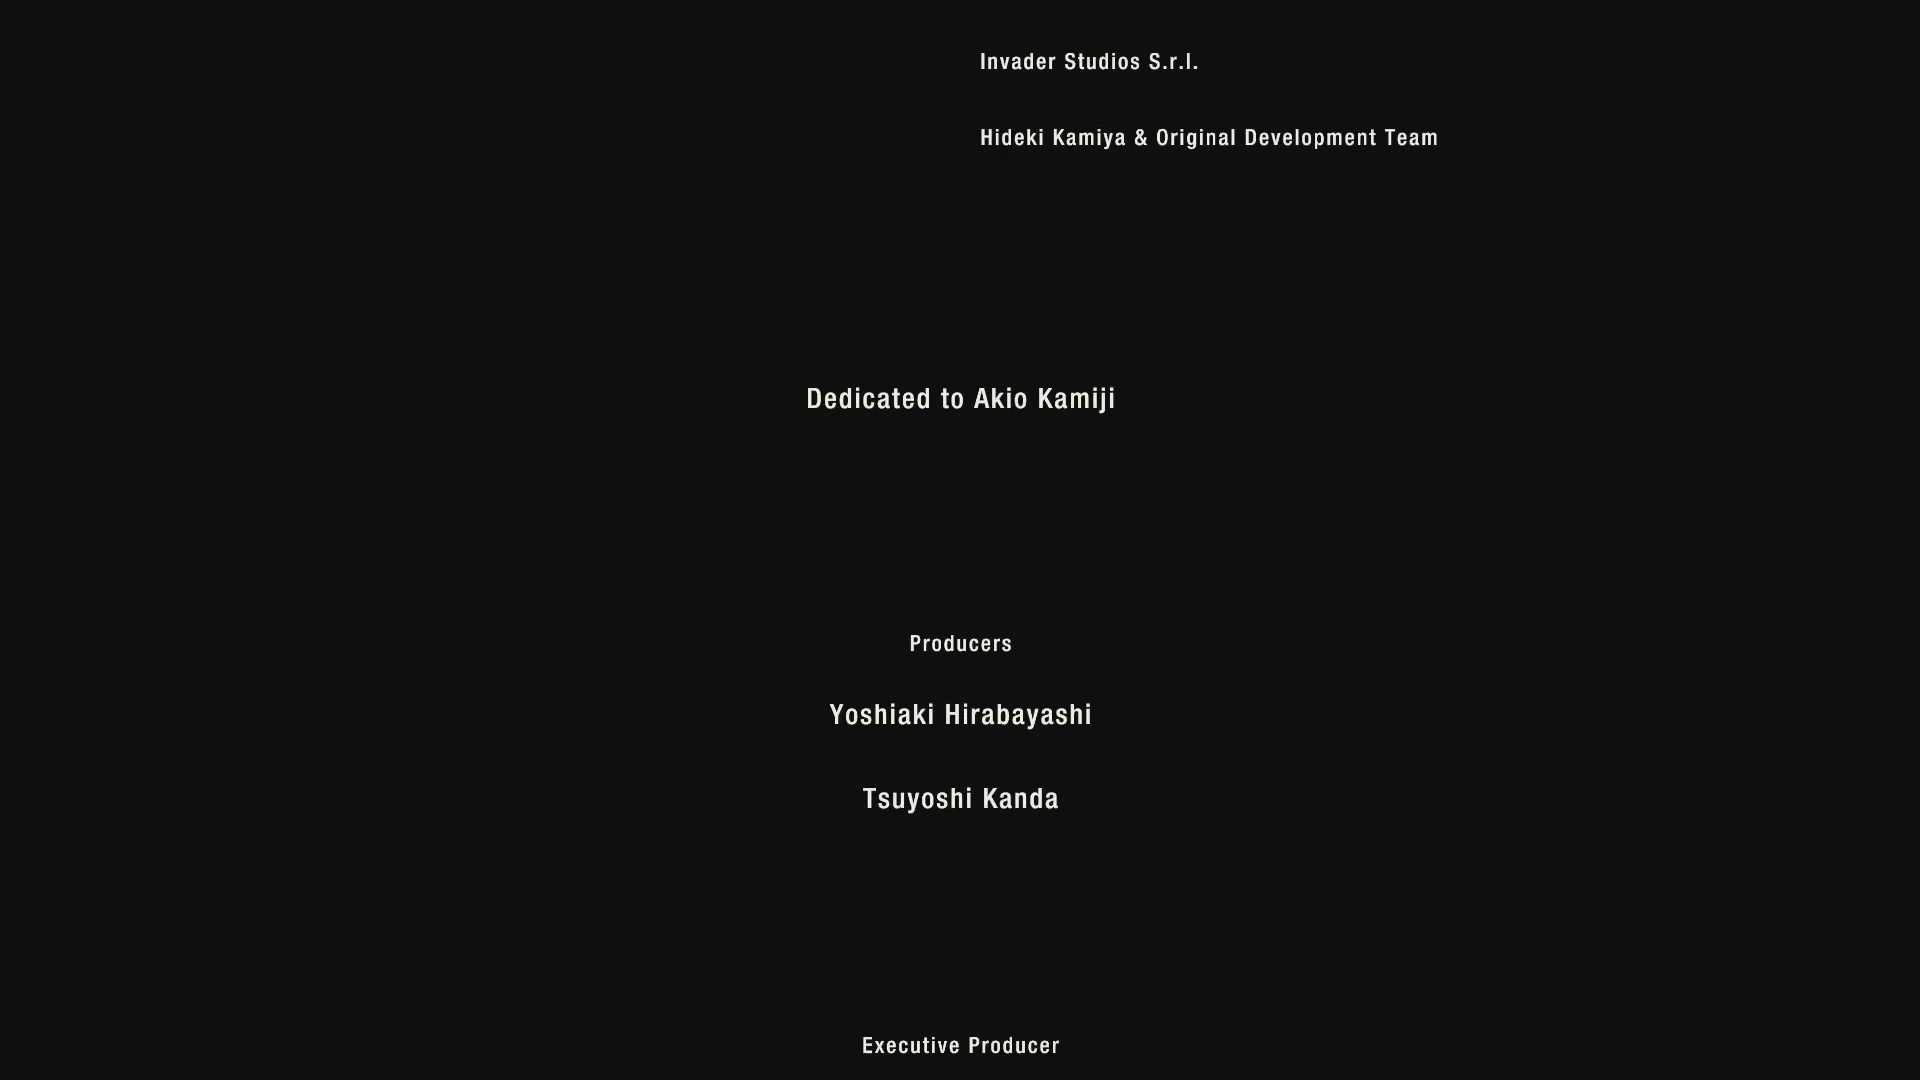 Invader Studios S.r.l.
Hideki Kamiya & Original Development Team
Dedicated to Akio Kamiji
Producers
Yoshiaki Hirabayashi
Tsuyoshi Kanda
Executive Producer